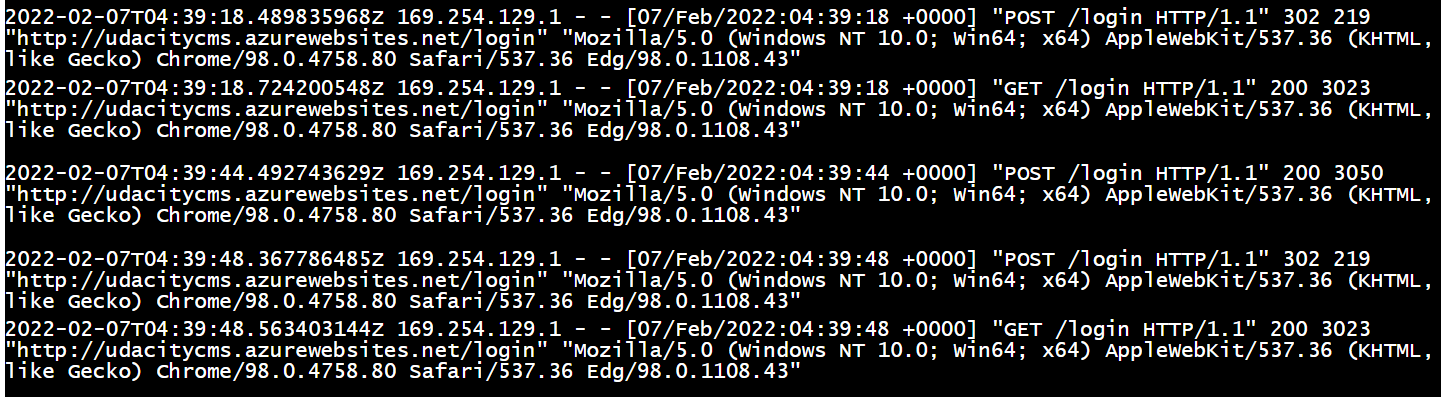 2022-02-07T04:39:18.489835968Z 169.254.129.1 - - [07/Feb/2022:04:39:18 +0000] "POST /login HTTP/1.1" 302 219
"http://udacitycms.azurewebsites.net/login" "Mozilla/5.0 (Windows NT 10.0; Win64; x64) AppleWebKit/537.36 (KHTML,
like Gecko) Chrome/98.0.4758.80 Safari/537.36 Edg/98.0.1108.43"
2022-02-07T04:39:18.724200548Z 169.254.129.1 - - [07/Feb/2022:04:39:18 +0000] "GET /login HTTP/1.1" 200 3023
"http://udacitycms.azurewebsites.net/login" "Mozilla/5.0 (Windows NT 10.0; Win64; x64) AppleWebKit/537.36 (KHTML,
like Gecko) Chrome/98.0.4758.80 Safari/537.36 Edg/98.0.1108.43"
2022-02-07T04:39:44.492743629Z 169.254.129.1 - - [07/Feb/2022:04:39:44 +0000] "POST /login HTTP/1.1" 200 3050
"http://udacitycms.azurewebsites.net/login" "Mozilla/5.0 (Windows NT 10.0; Win64; x64) AppleWebKit/537.36 (KHTML,
like Gecko) Chrome/98.0.4758.80 Safari/537.36 Edg/98.0.1108.43"
2022-02-07T04:39:48.367786485Z 169.254.129.1 - - [07/Feb/2022:04:39:48 +0000] "POST /login HTTP/1.1" 302 219
"http://udacitycms.azurewebsites.net/login" "Mozilla/5.0 (Windows NT 10.0; Win64; x64) AppleWebKit/537.36 (KHTML,
like Gecko) Chrome/98.0.4758.80 Safari/537.36 Edg/98.0.1108.43"
2022-02-07T04:39:48.563403144Z 169.254.129.1 - - [07/Feb/2022:04:39:48 +0000] "GET /login HTTP/1.1" 200 3023
"http://udacitycms.azurewebsites.net/login" "Mozilla/5.0 (Windows NT 10.0; Win64; x64) AppleWebKit/537.36 (KHTML,
like Gecko) Chrome/98.0.4758.80 Safari/537.36 Edg/98.0.1108.43"